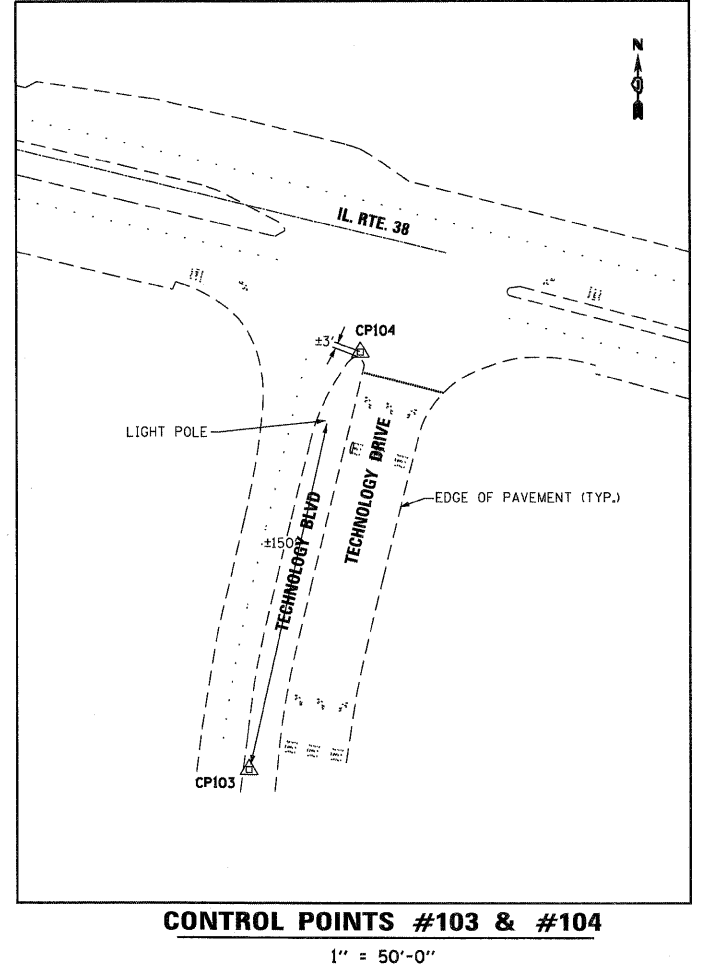 N
IL. RTE. 38
CP104
±3'
LIGHT POLE
TECHNOLOGY DRIVE
EDGE OF PAVEMENT (TYP.)
±150'
TECHNOLOGY BLVD
CP103
CONTROL POINTS #103 & #104
1" = 50'-0"